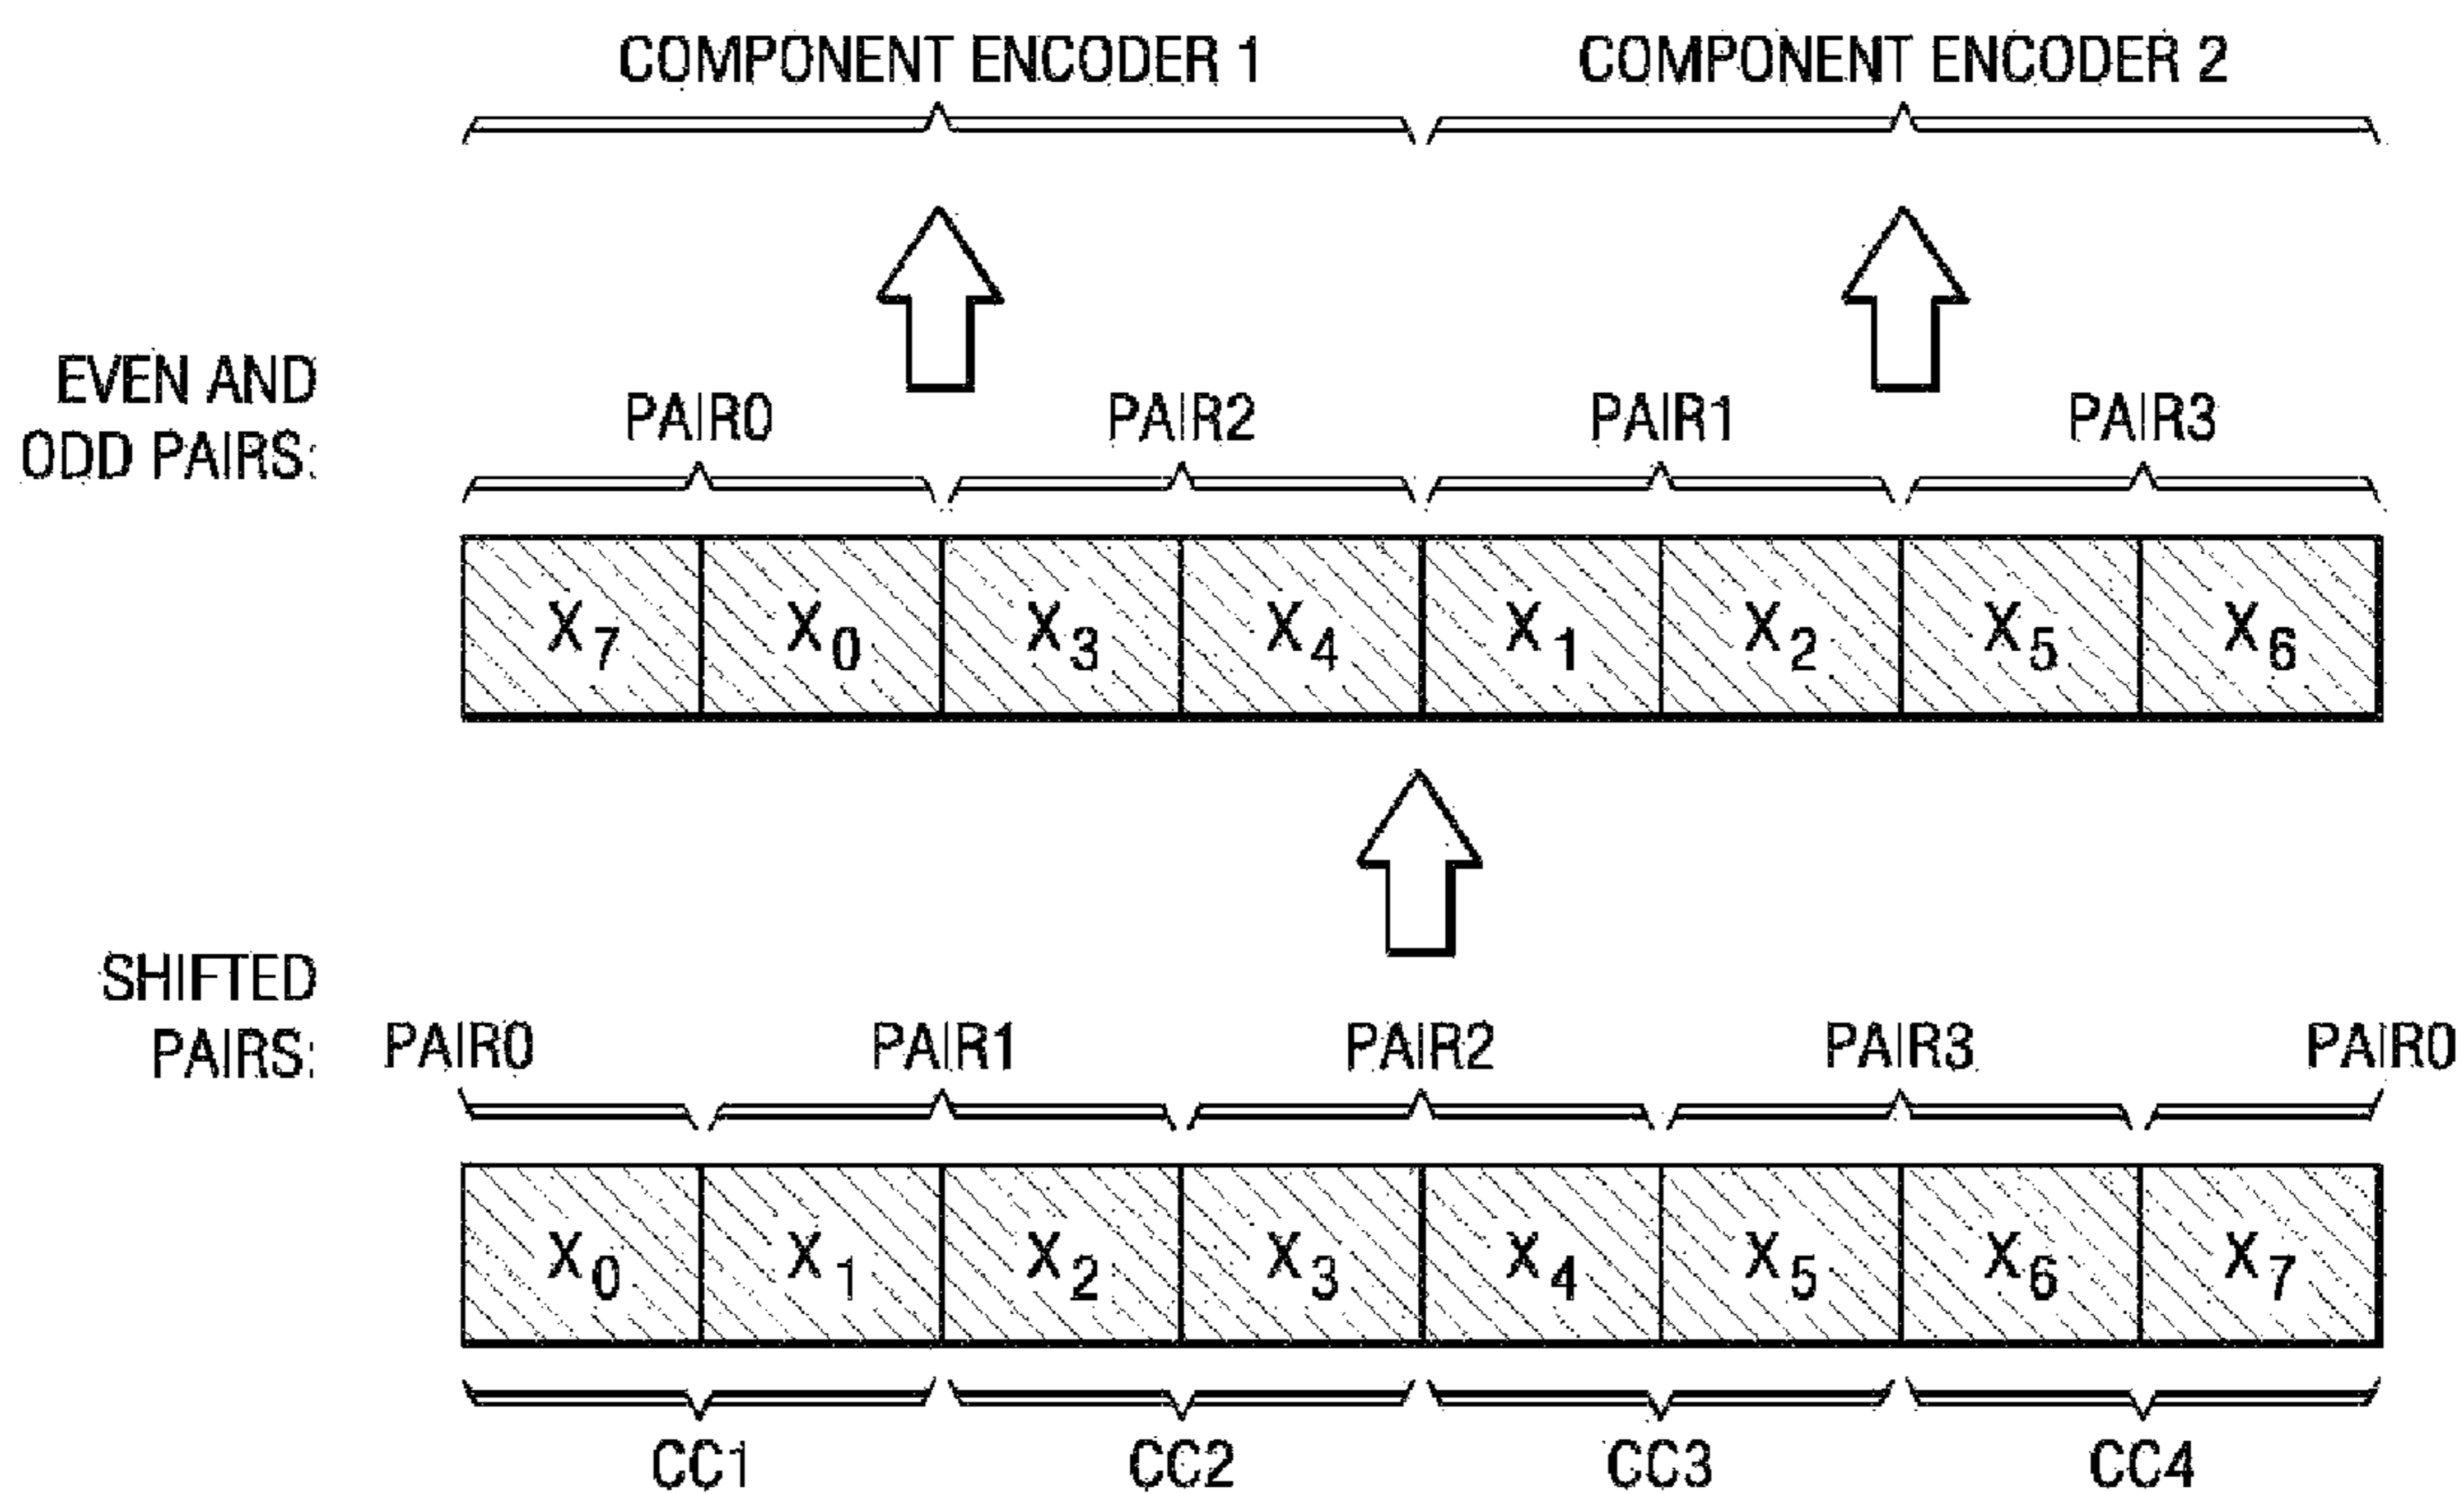 COMPONENT ENCODER 1 COMPONENT ENCODER 2
EVEN AND
ODD PAIRS:
PAIR0 PAIR2 PAIR1 PAIR3
X7 X0 X3 X4 X1 X2 X5 X6
SHIFTED
PAIRS:
PAIR0 PAIR1 PAIR2 PAIR3 PAIR0
X0 X1 X2 X3 X4 X5 X6 X7
CC1 CC2 CC3 CC4